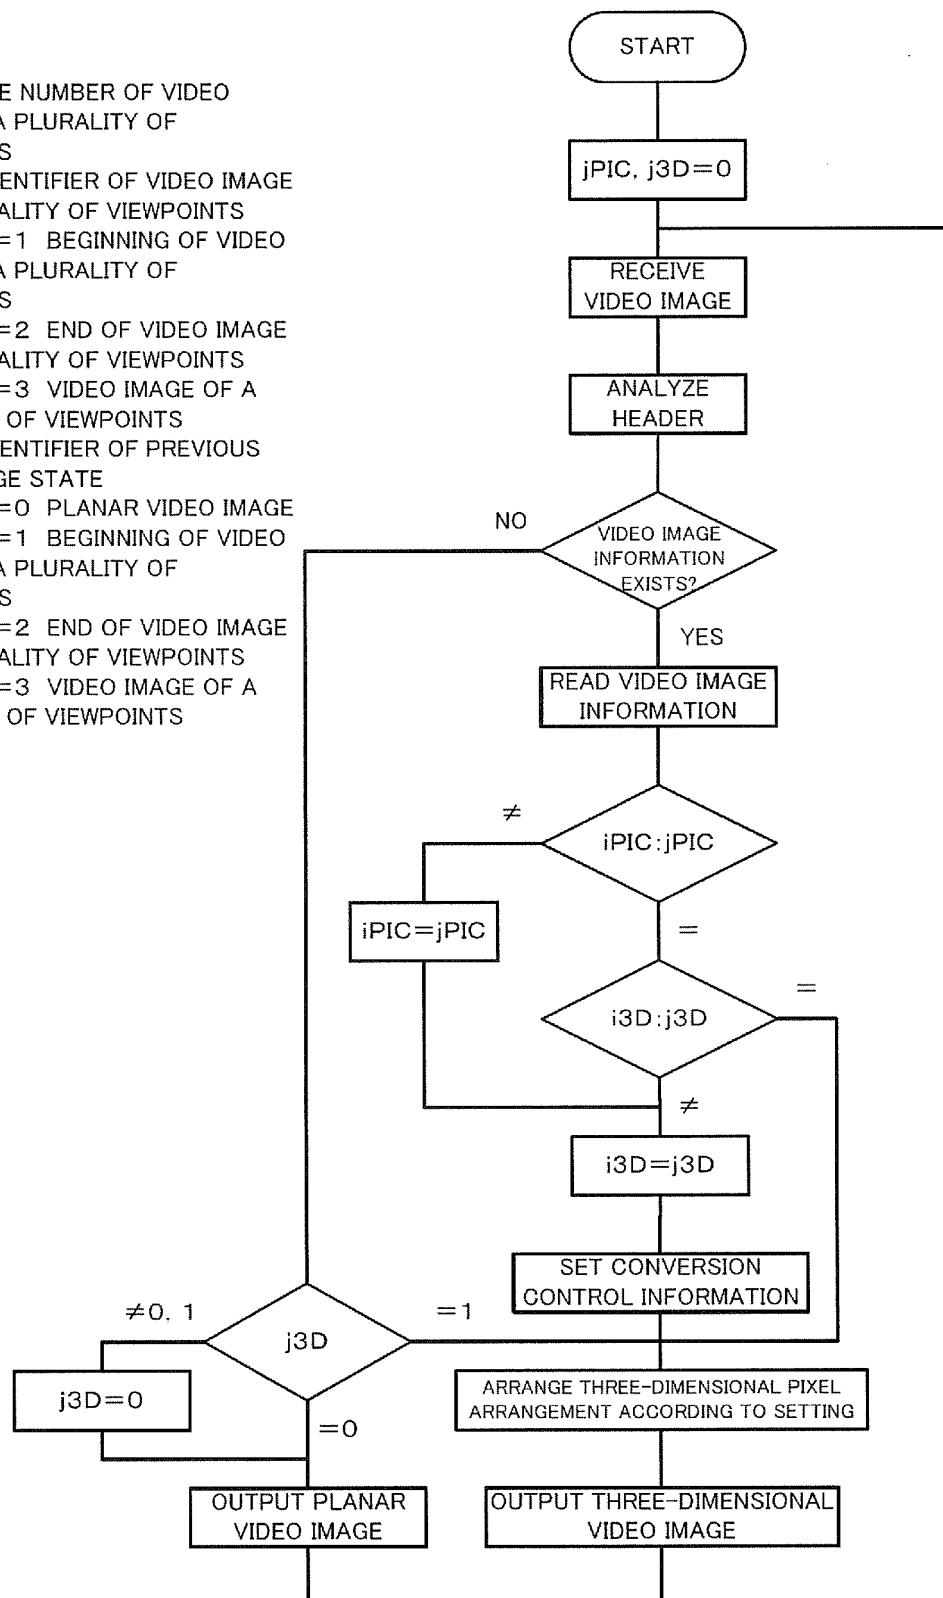 START
E NUMBER OF VIDEO
A PLURALITY OF
S
ENTIFIER OF VIDEO IMAGE
ALITY OF VIEWPOINTS
=1 BEGINNING OF VIDEO
A PLURALITY OF
S
=2 END OF VIDEO IMAGE
ALITY OF VIEWPOINTS
=3 VIDEO IMAGE OF A
OF VIEWPOINTS
ENTIFIER OF PREVIOUS
GE STATE
=0 PLANAR VIDEO IMAGE
=1 BEGINNING OF VIDEO
A PLURALITY OF
S
=2 END OF VIDEO IMAGE
ALITY OF VIEWPOINTS
=3 VIDEO IMAGE OF A
OF VIEWPOINTS
jPIC, j3D=0
RECEIVE
VIDEO IMAGE
ANALYZE
HEADER
NO
VIDEO IMAGE
INFORMATION
EXISTS?
YES
READ VIDEO IMAGE
INFORMATION
≠
iPIC:jPIC
iPIC=jPIC
=
=
i3D:j3D
≠
i3D=j3D
SET CONVERSION
CONTROL INFORMATION
≠0, 1
j3D
=1
j3D=0
=0
ARRANGE THREE-DIMENSIONAL PIXEL
ARRANGEMENT ACCORDING TO SETTING
OUTPUT PLANAR
VIDEO IMAGE
OUTPUT THREE-DIMENSIONAL
VIDEO IMAGE